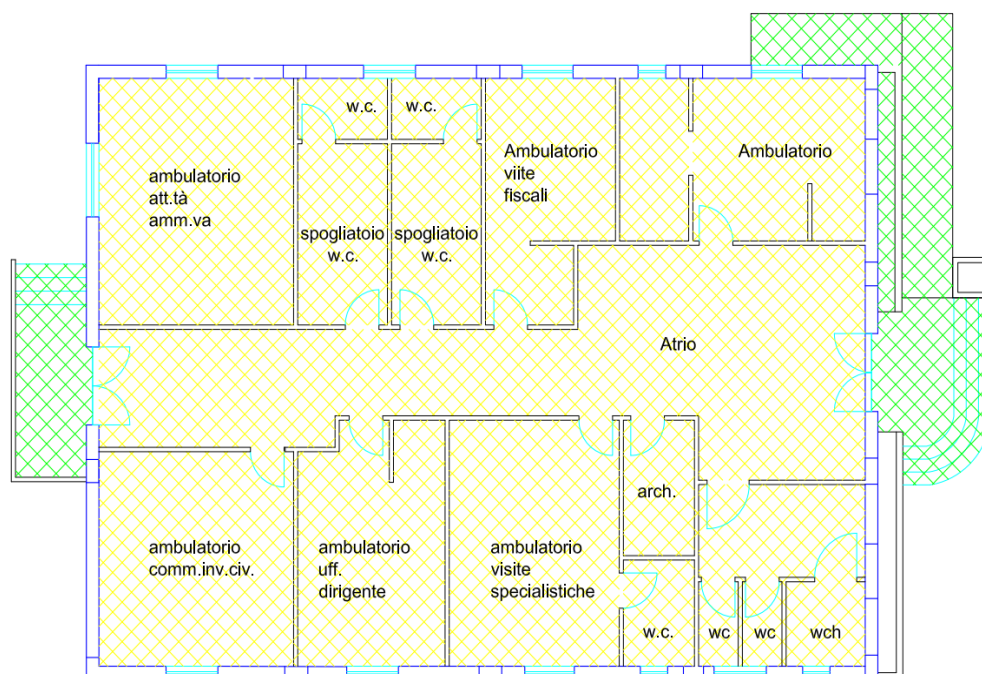 w.c.
w.c.
ambulatorio
att.tà
amm.va
Ambulatorio
viite
fiscali
Ambulatorio
spogliatoio
w.c.
spogliatoio
w.c.
Atrio
arch.
ambulatorio
comm.inv.civ.
ambulatorio
uff.
dirigente
ambulatorio
visite
specialistiche
w.c.
wc
wc
wch